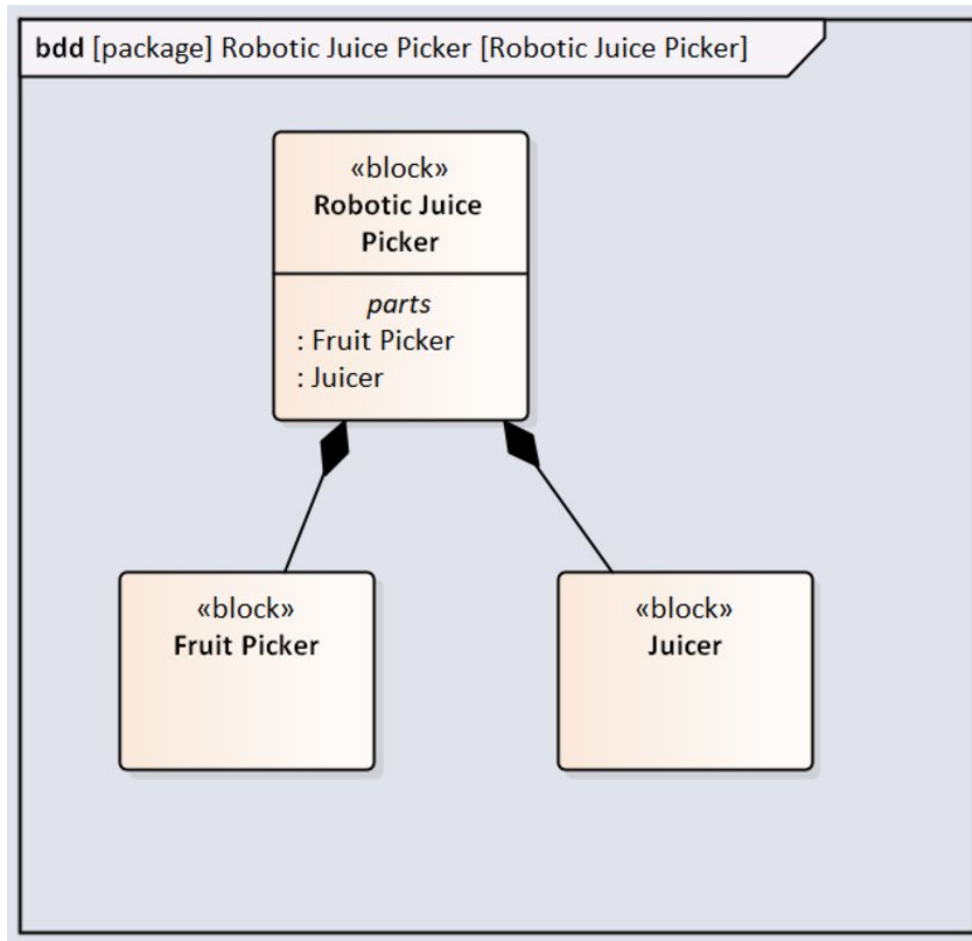 bdd [package] Robotic Juice Picker [Robotic Juice Picker]
«block»
Robotic Juice
Picker
parts
: Fruit Picker
: Juicer
«block»
Fruit Picker
«block»
Juicer